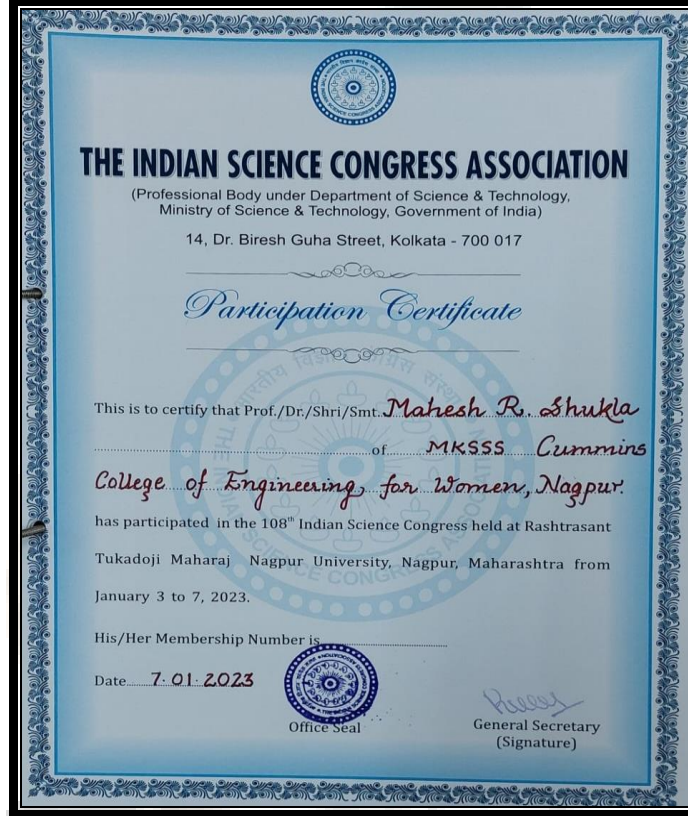 THE INDIAN SCIENCE CONGRESS ASSOCIATION
(Professional Body under Department of Science & Technology,
Ministry of Science & Technology, Government of India)
14, Dr. Biresh Guha Street, Kolkata - 700 017
Participation Certificate
This is to certify that Prof./Dr./Shri/Smt. Mahesh R. Shukla
of MKSSS Cummins
College of Engineering for Women, Nagpur.
has participated in the 108th Indian Science Congress held at Rashtrasant
Tukadoji Maharaj Nagpur University, Nagpur, Maharashtra from
January 3 to 7, 2023.
His/Her Membership Number is
Date 7.01.2023
Office Seal
General Secretary
(Signature)